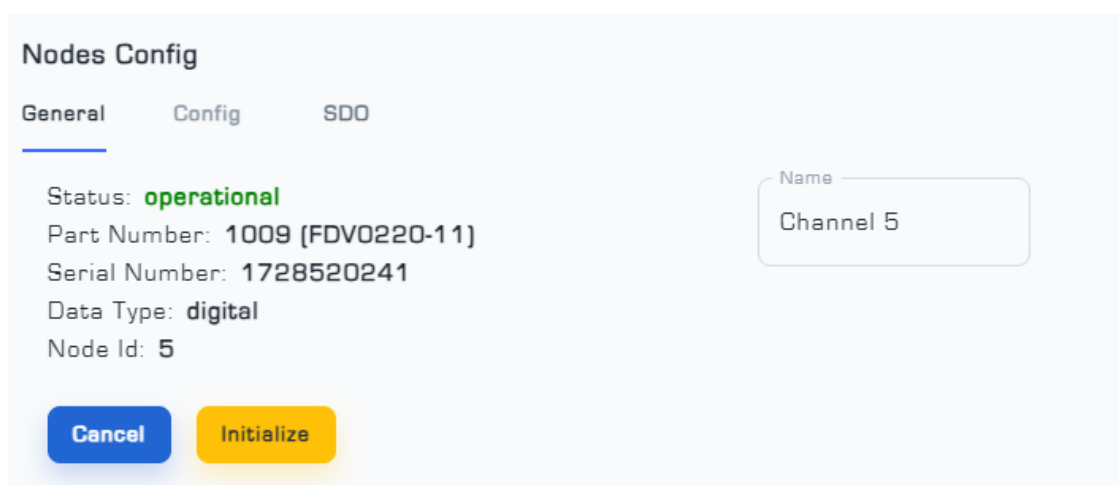 Nodes Config
General Config SDO
Status: operational
Part Number: 1009 (FDV0220-11)
Serial Number: 1728520241
Data Type: digital
Node Id: 5
Name
Channel 5
Cancel Initialize